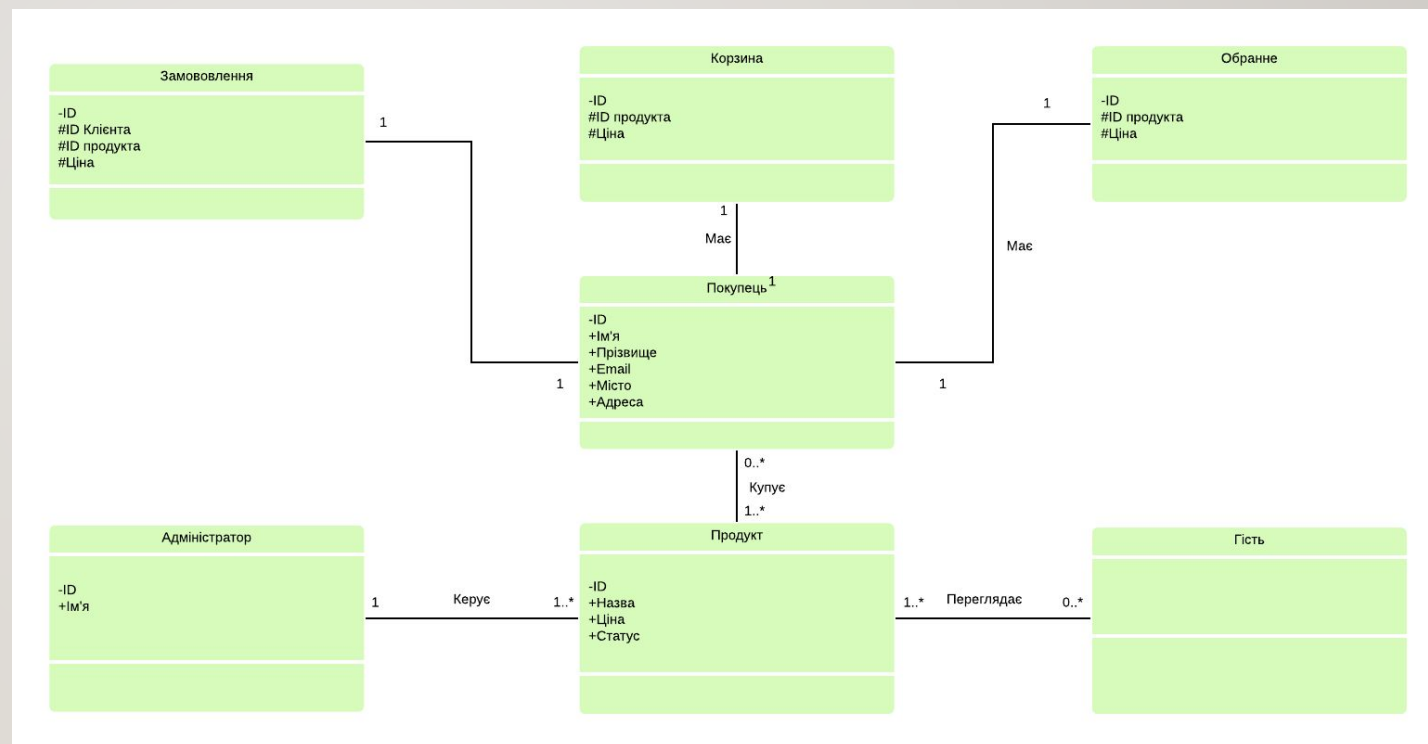 Замововлення
-ID
#ID Клієнта
#ID продукта
#Ціна
1
Корзина
-ID
#ID продукта
#Ціна
1
Має
Обранне
-ID
#ID продукта
#Ціна
1
Має
1
Покупець
1
-ID
+Ім'я
+Прізвище
+Email
+Місто
+Адреса
1
0..*
Купує
1..*
Адміністратор
-ID
+Ім'я
1
Керує
1..*
Продукт
-ID
+Назва
+Ціна
+Статус
1..*
Переглядає
0..*
Гість